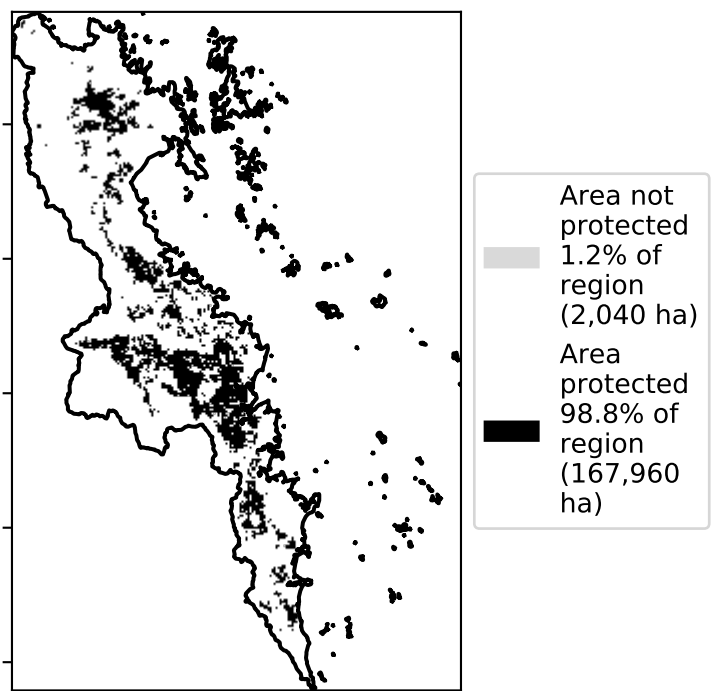 Area not
protected
1.2% of
region
(2,040 ha)
Area
protected
98.8% of
region
(167,960
ha)